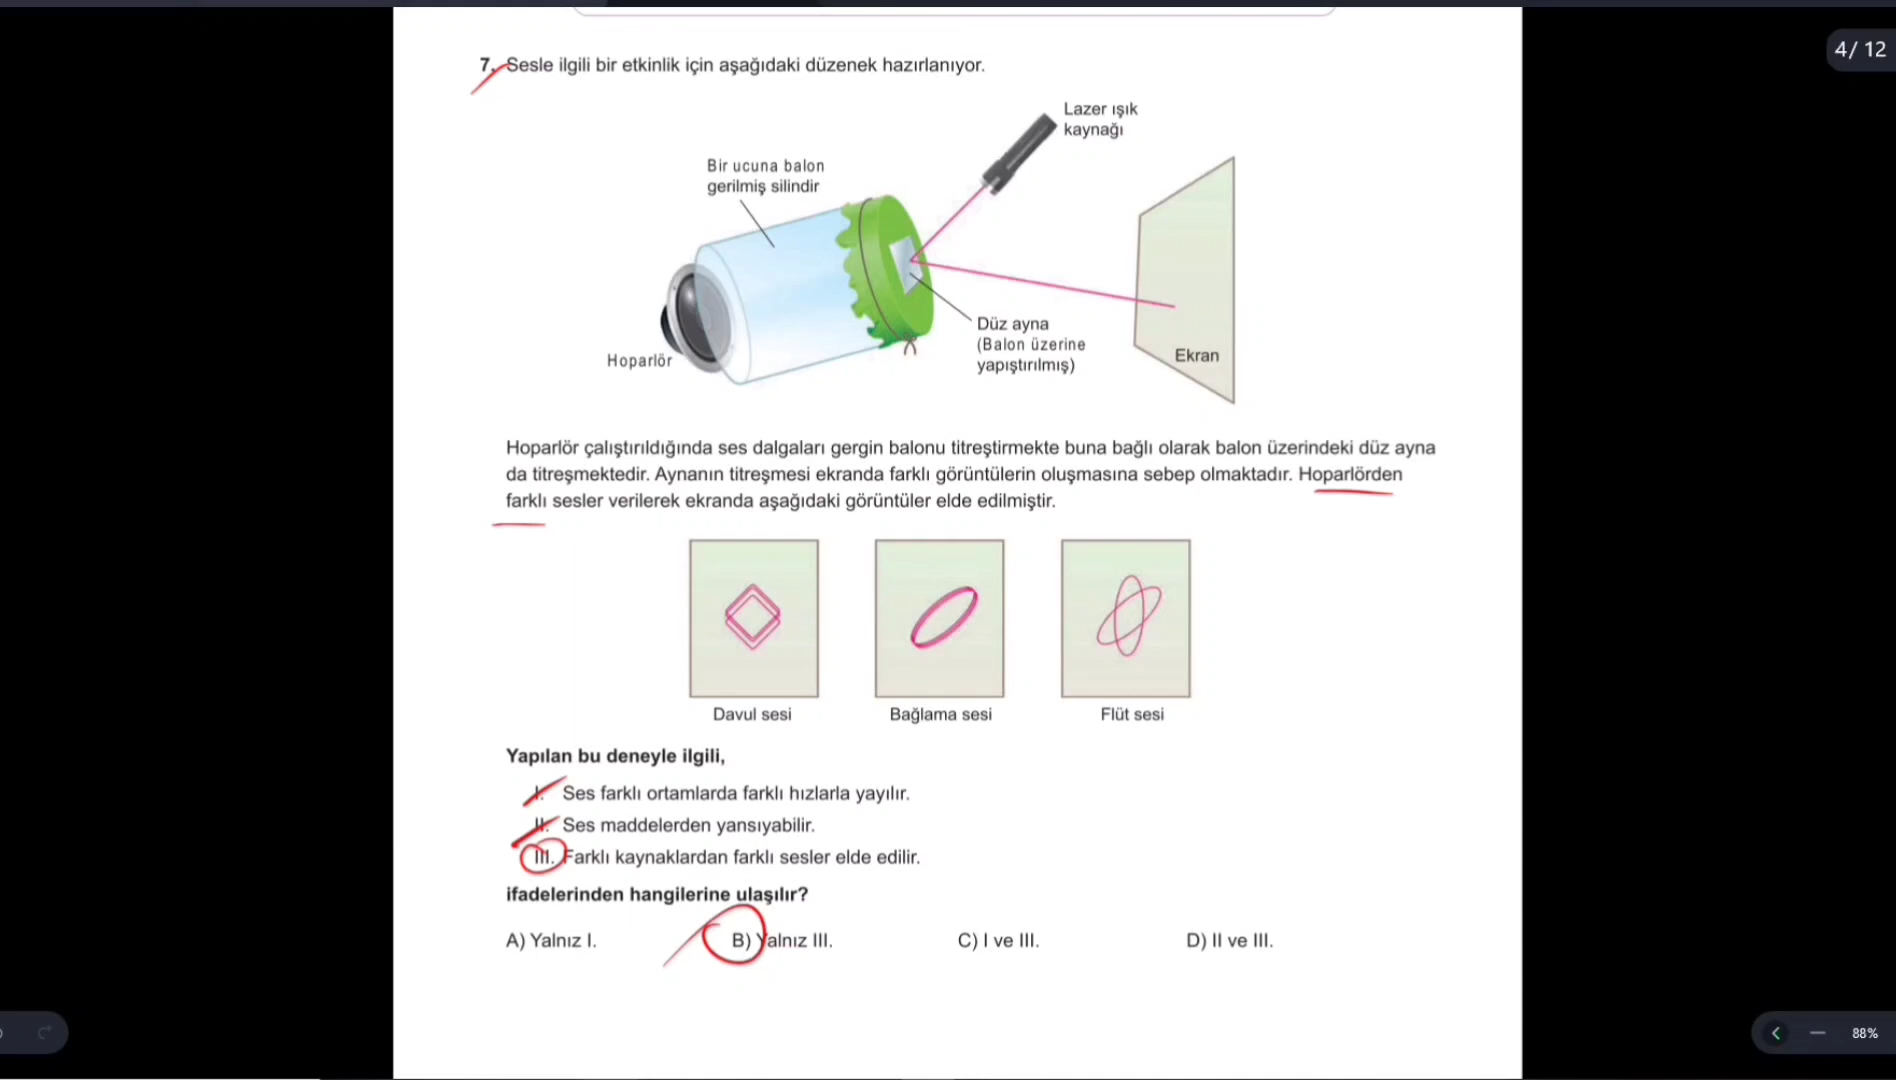 4/ 12
7. Sesle ilgili bir etkinlik için aşağıdaki düzenek hazırlanıyor.
Lazer ışık
kaynağı
Bir ucuna balon
gerilmiş silindir
Düz ayna
(Balon üzerine
yapıştırılmış)
Ekran
Hoparlör
Hoparlör çalıştırıldığında ses dalgaları gergin balonu titreştirmekte buna bağlı olarak balon üzerindeki düz ayna
da titreşmektedir. Aynanın titreşmesi ekranda farklı görüntülerin oluşmasına sebep olmaktadır. Hoparlörden
farklı sesler verilerek ekranda aşağıdaki görüntüler elde edilmiştir.
Davul sesi
Bağlama sesi
Flüt sesi
Yapılan bu deneyle ilgili,
I. Ses farklı ortamlarda farklı hızlarla yayılır.
II. Ses maddelerden yansıyabilir.
III. Farklı kaynaklardan farklı sesler elde edilir.
ifadelerinden hangilerine ulaşılır?
A) Yalnız I. B) Yalnız III. C) I ve III. D) II ve III.
88%